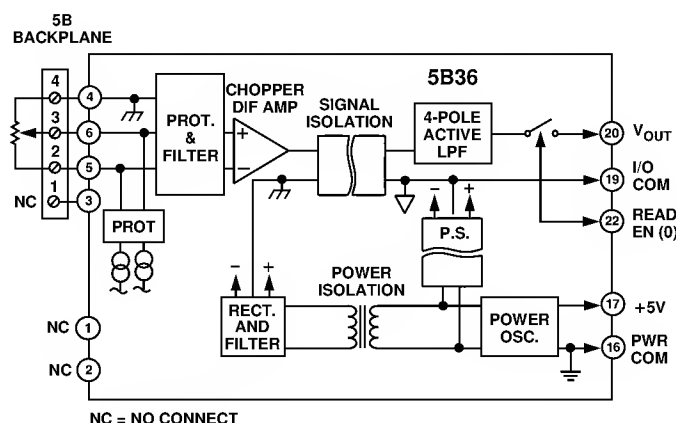 5B
BACKPLANE
5B36
4
3
2
1
NC
4
6
5
3
PROT.
&
FILTER
CHOPPER
DIF AMP
+
−
SIGNAL
ISOLATION
4-POLE
ACTIVE
LPF
20
VOUT
19
I/O
COM
22
READ
EN (0)
PROT
− +
P.S.
− +
RECT.
AND
FILTER
POWER
ISOLATION
POWER
OSC.
17
+5V
16
PWR
COM
NC 1
NC 2
NC = NO CONNECT